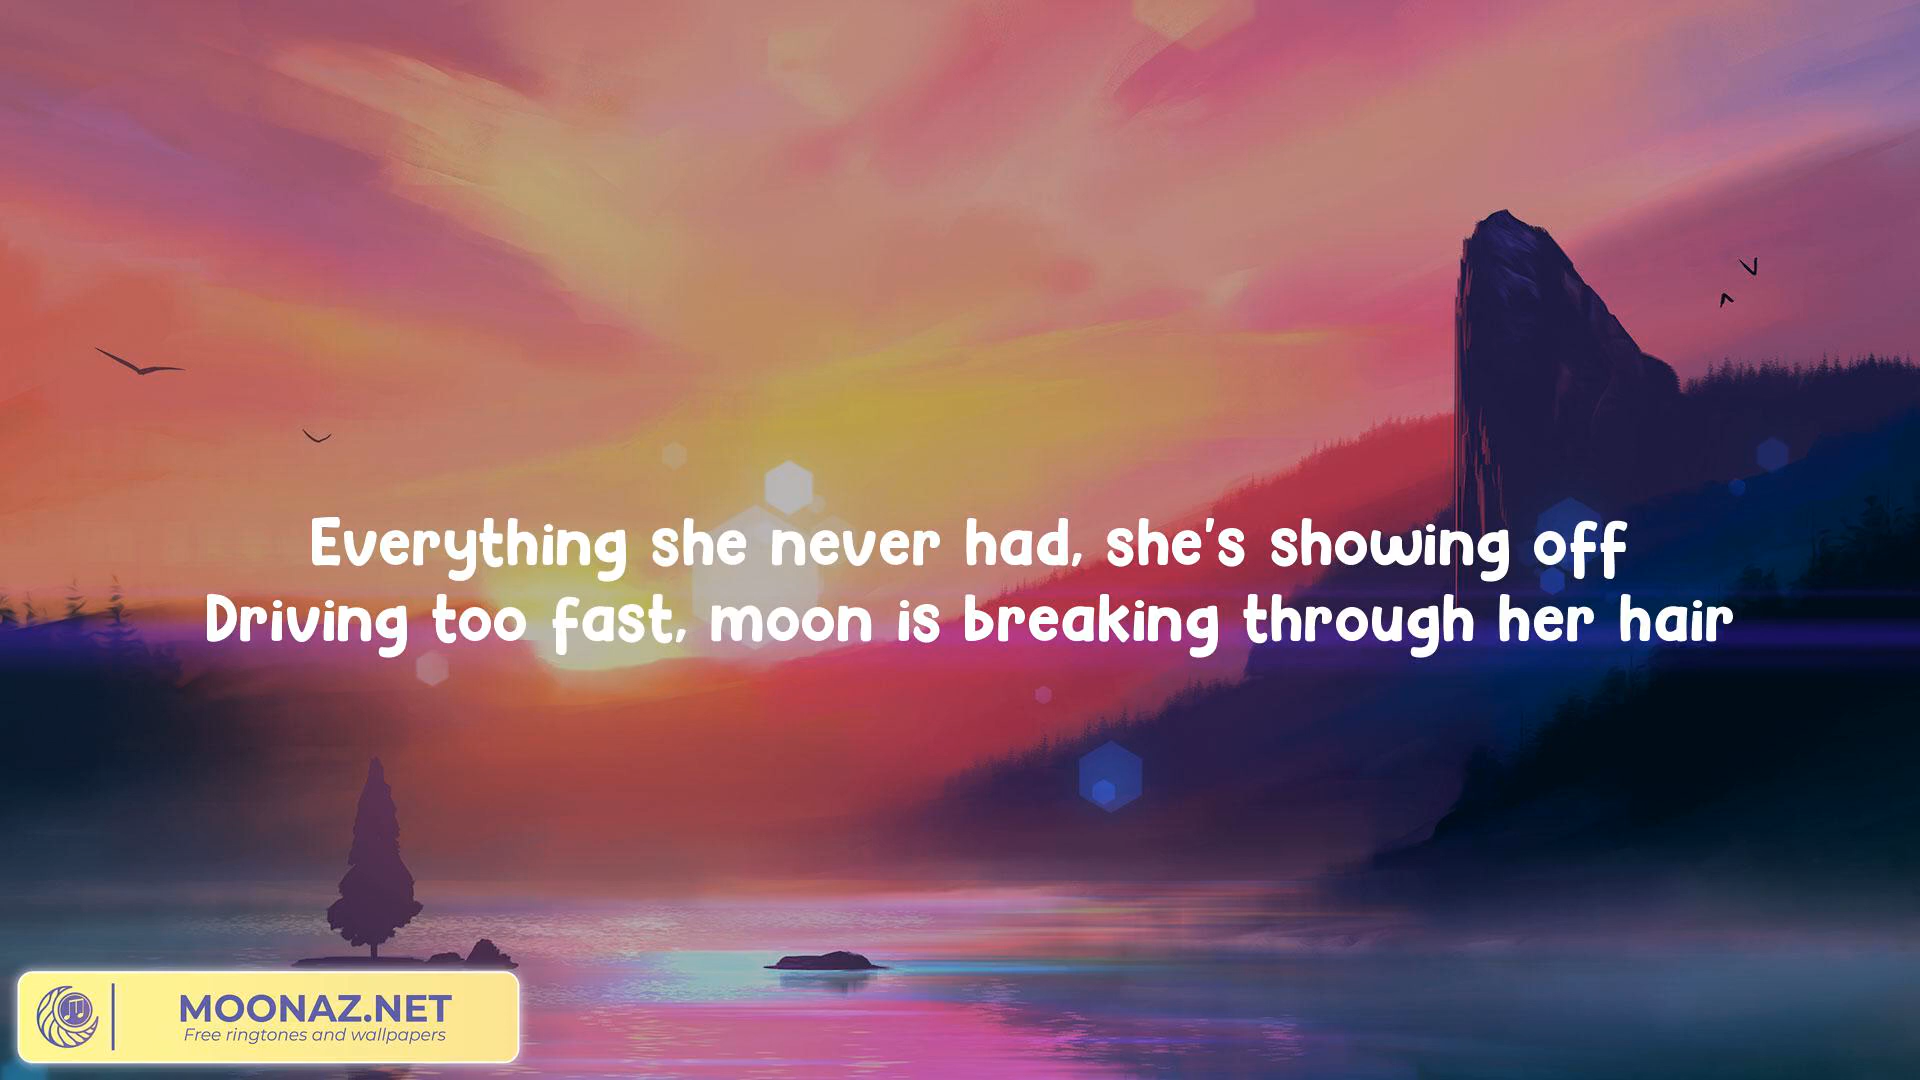 Everything she never had, she's showing off
Driving too fast, moon is breaking through her hair
MOONAZ.NET
Free ringtones and wallpapers